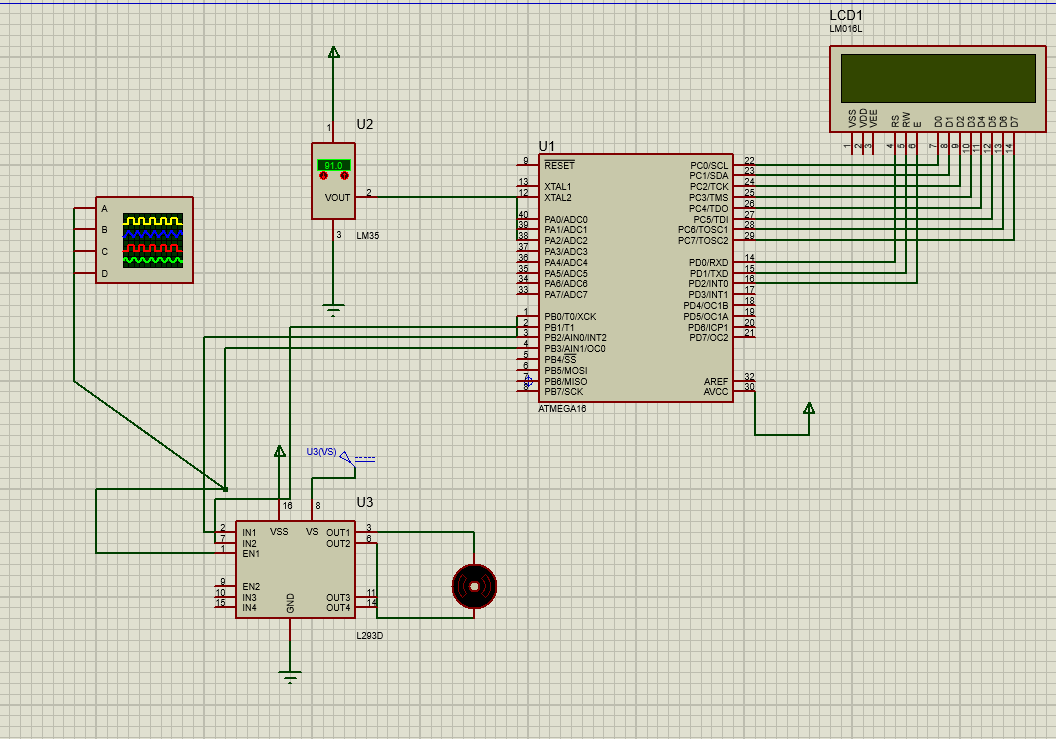 LCD1
LM016L
VSS
VDD
VEE
RS
RW
E
D0
D1
D2
D3
D4
D5
D6
D7
1
2
3
4
5
6
7
8
9
10
11
12
13
14
U2
1
91.0
VOUT
2
3
LM35
A
B
C
D
U1
9 RESET
13 XTAL1
12 XTAL2
40 PA0/ADC0
39 PA1/ADC1
38 PA2/ADC2
37 PA3/ADC3
36 PA4/ADC4
35 PA5/ADC5
34 PA6/ADC6
33 PA7/ADC7
1 PB0/T0/XCK
2 PB1/T1
3 PB2/AIN0/INT2
4 PB3/AIN1/OC0
5 PB4/SS
6 PB5/MOSI
7 PB6/MISO
8 PB7/SCK
PC0/SCL 22
PC1/SDA 23
PC2/TCK 24
PC3/TMS 25
PC4/TDO 26
PC5/TDI 27
PC6/TOSC1 28
PC7/TOSC2 29
PD0/RXD 14
PD1/TXD 15
PD2/INT0 16
PD3/INT1 17
PD4/OC1B 18
PD5/OC1A 19
PD6/ICP1 20
PD7/OC2 21
AREF 32
AVCC 30
ATMEGA16
U3(VS)
U3
16
8
2 IN1
7 IN2
1 EN1
9 EN2
10 IN3
15 IN4
VSS
VS
GND
OUT1 3
OUT2 6
OUT3 11
OUT4 14
L293D